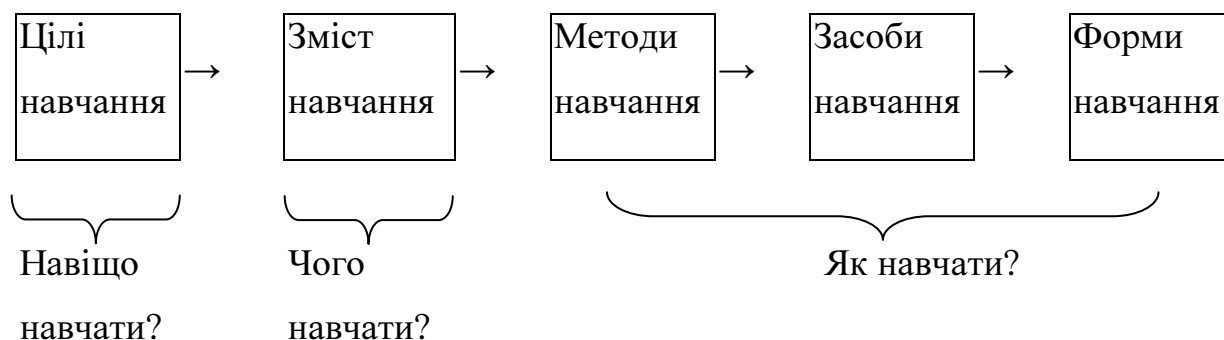 Цілі
навчання
→
Зміст
навчання
→
Методи
навчання
→
Засоби
навчання
→
Форми
навчання
Навіщо
навчати?
Чого
навчати?
Як навчати?